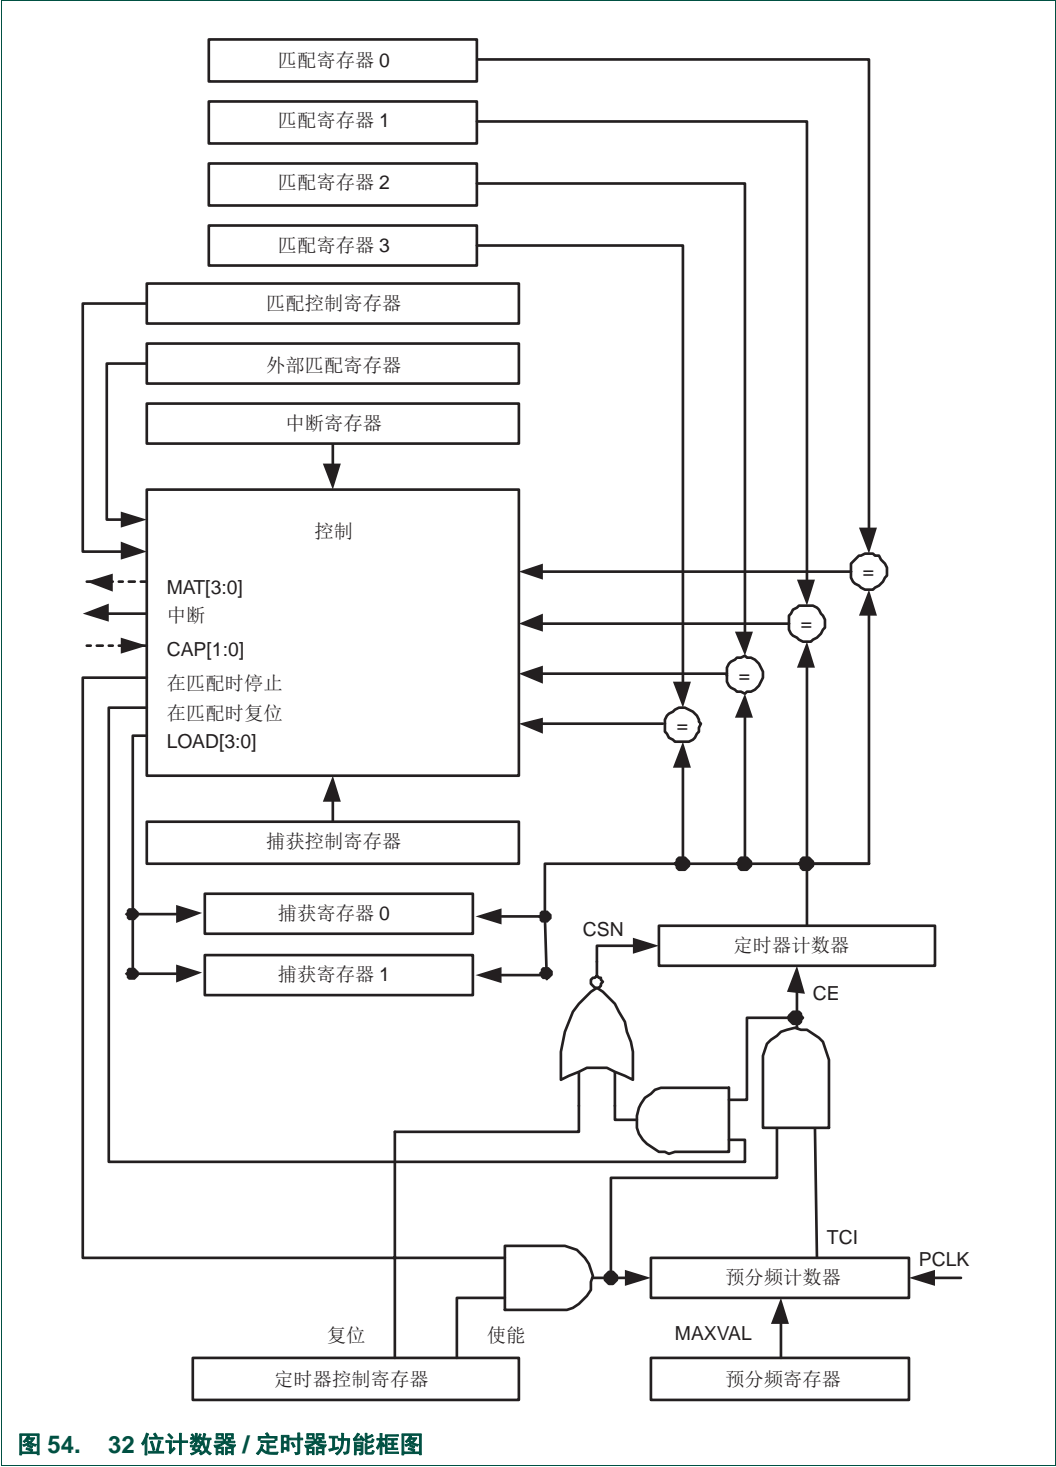 匹配寄存器 0
匹配寄存器 1
匹配寄存器 2
匹配寄存器 3
匹配控制寄存器
外部匹配寄存器
中断寄存器
控制
=
MAT[3:0]
中断
=
CAP[1:0]
在匹配时停止
=
在匹配时复位
=
LOAD[3:0]
捕获控制寄存器
捕获寄存器 0
CSN
定时器计数器
捕获寄存器 1
CE
TCI
PCLK
预分频计数器
复位
使能
MAXVAL
定时器控制寄存器
预分频寄存器
图 54. 32 位计数器 / 定时器功能框图